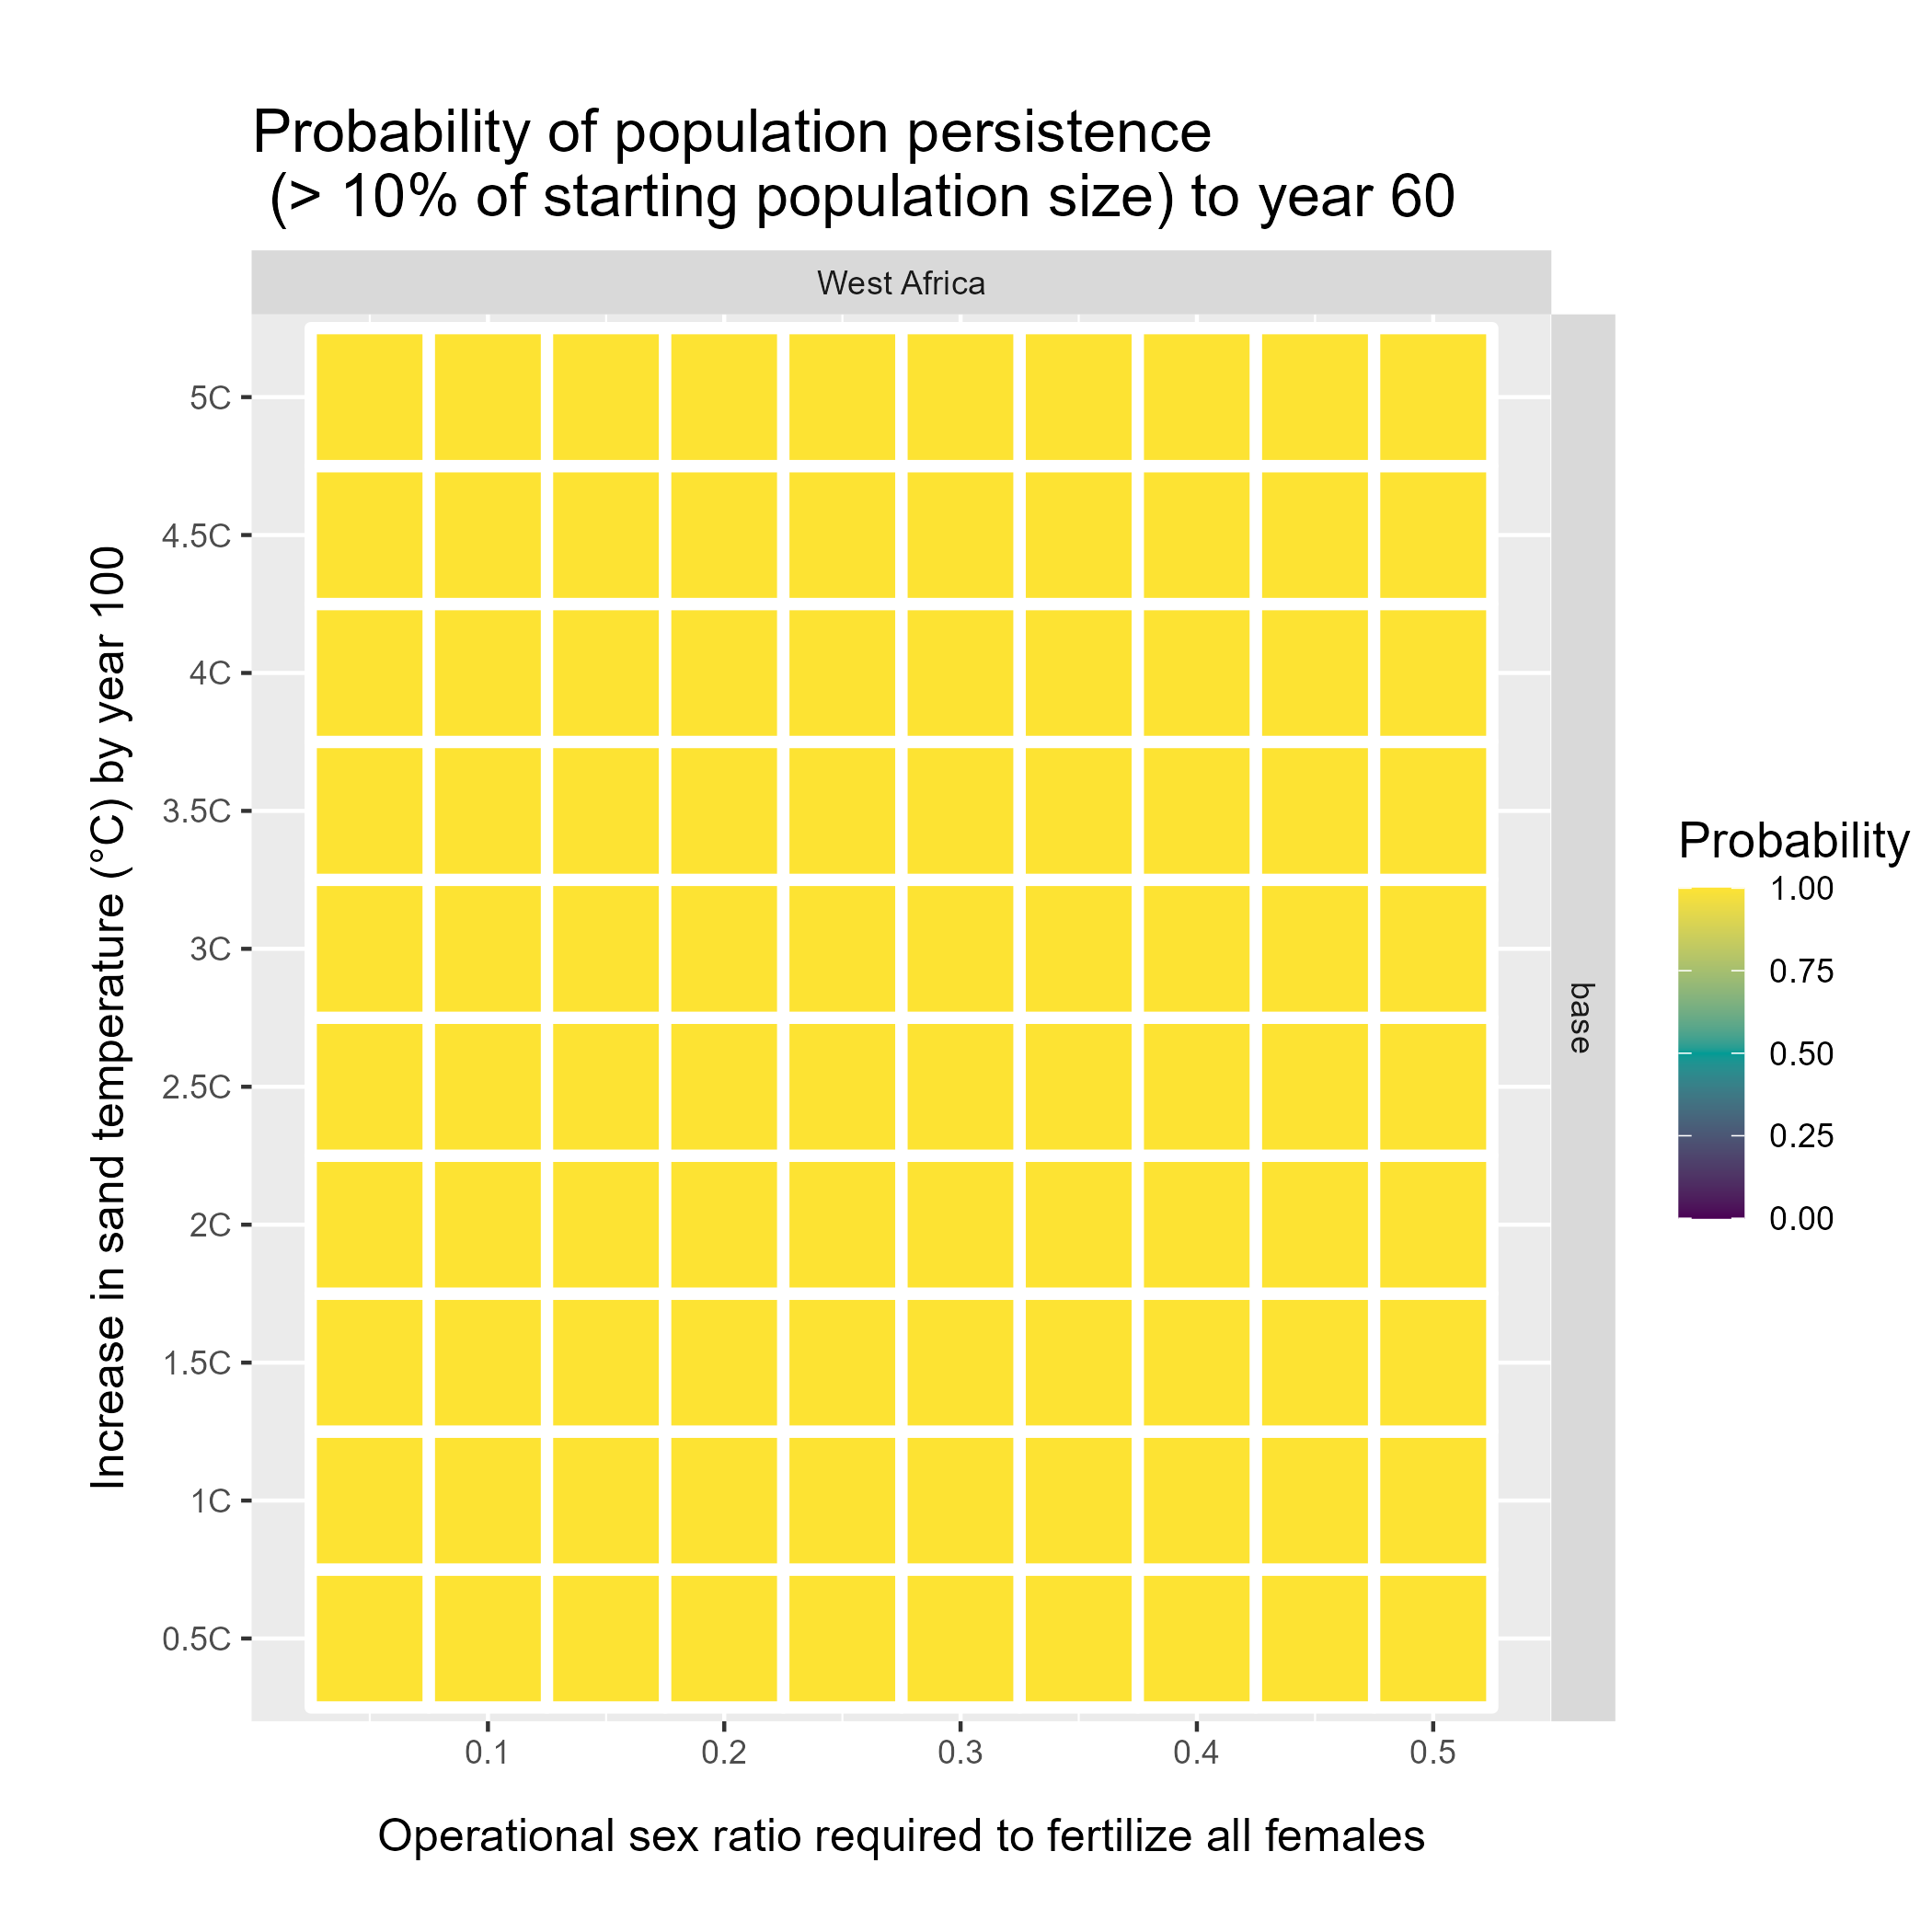 Probability of population persistence
(> 10% of starting population size) to year 60
West Africa
base
Increase in sand temperature (°C) by year 100
5C
4.5C
4C
3.5C
3C
2.5C
2C
1.5C
1C
0.5C
0.1
0.2
0.3
0.4
0.5
Operational sex ratio required to fertilize all females
Probability
1.00
0.75
0.50
0.25
0.00